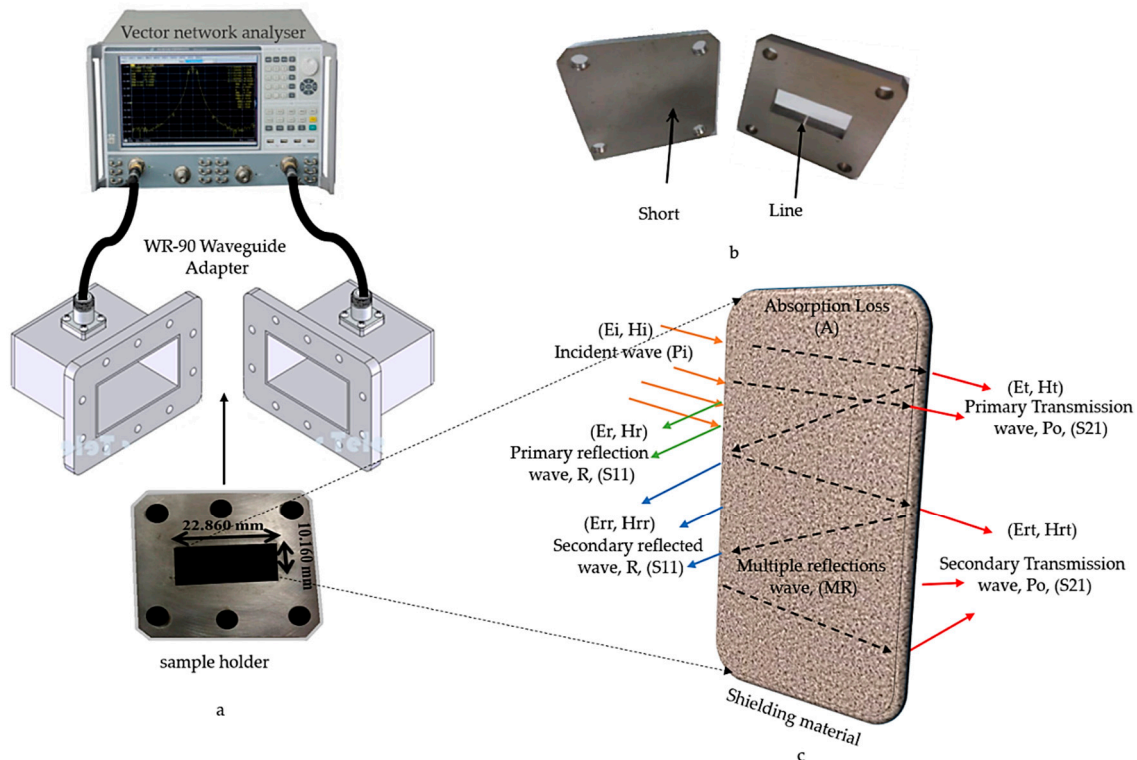 Vector network analyser
WR-90 Waveguide
Adapter
22.860 mm
10.160 mm
sample holder
a
Short
Line
b
Absorption Loss
(A)
(Ei, Hi)
Incident wave (Pi)
(Et, Ht)
Primary Transmission
wave, Po, (S21)
(Er, Hr)
Primary reflection
wave, R, (S11)
(Err, Hrr)
Secondary reflected
wave, R, (S11)
Multiple reflections
wave, (MR)
(Ert, Hrt)
Secondary Transmission
wave, Po, (S21)
Shielding material
c